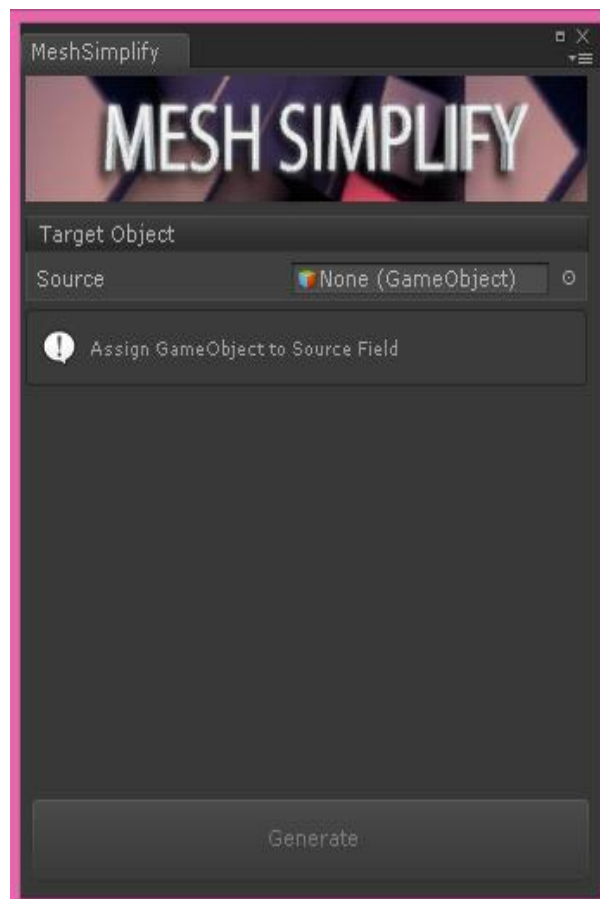 MeshSimplify
MESH SIMPLIFY
Target Object
Source None (GameObject)
Assign GameObject to Source Field
Generate